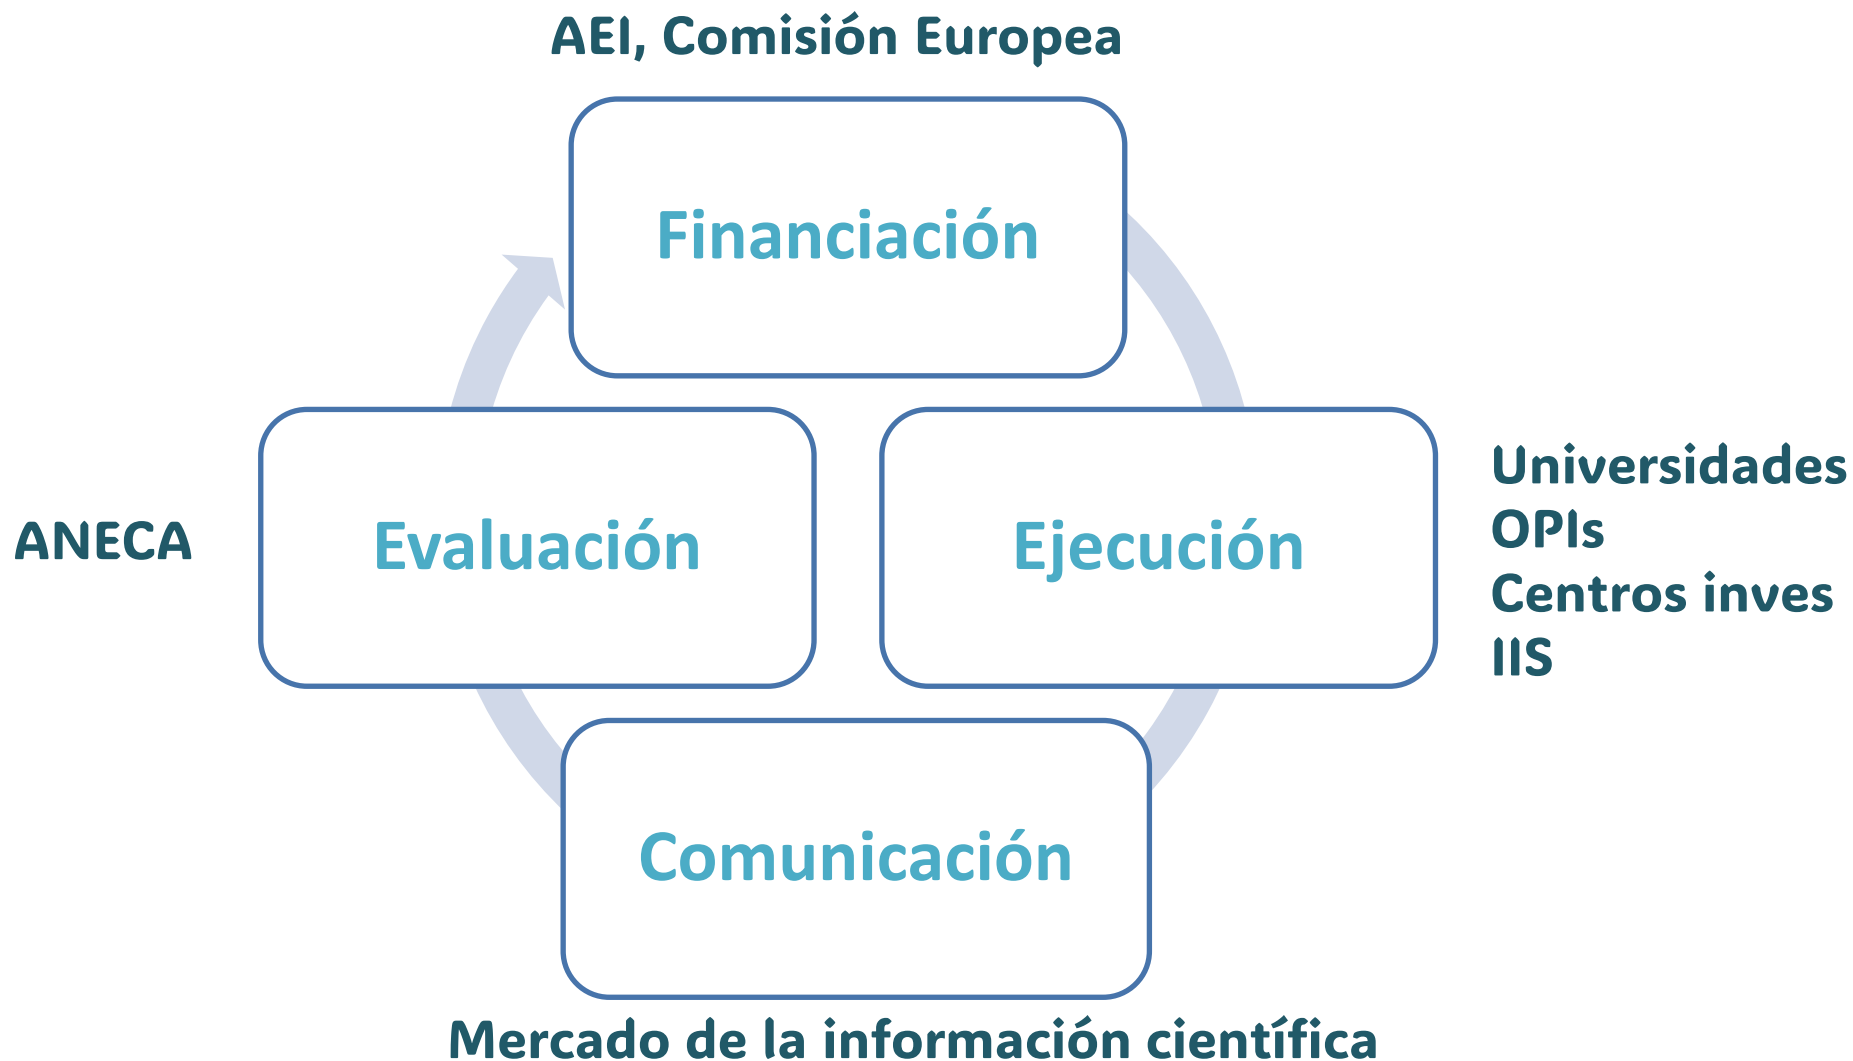 AEI, Comisión Europea
Financiación
ANECA
Evaluación
Ejecución
Universidades
OPIs
Centros inves
IIS
Comunicación
Mercado de la información científica